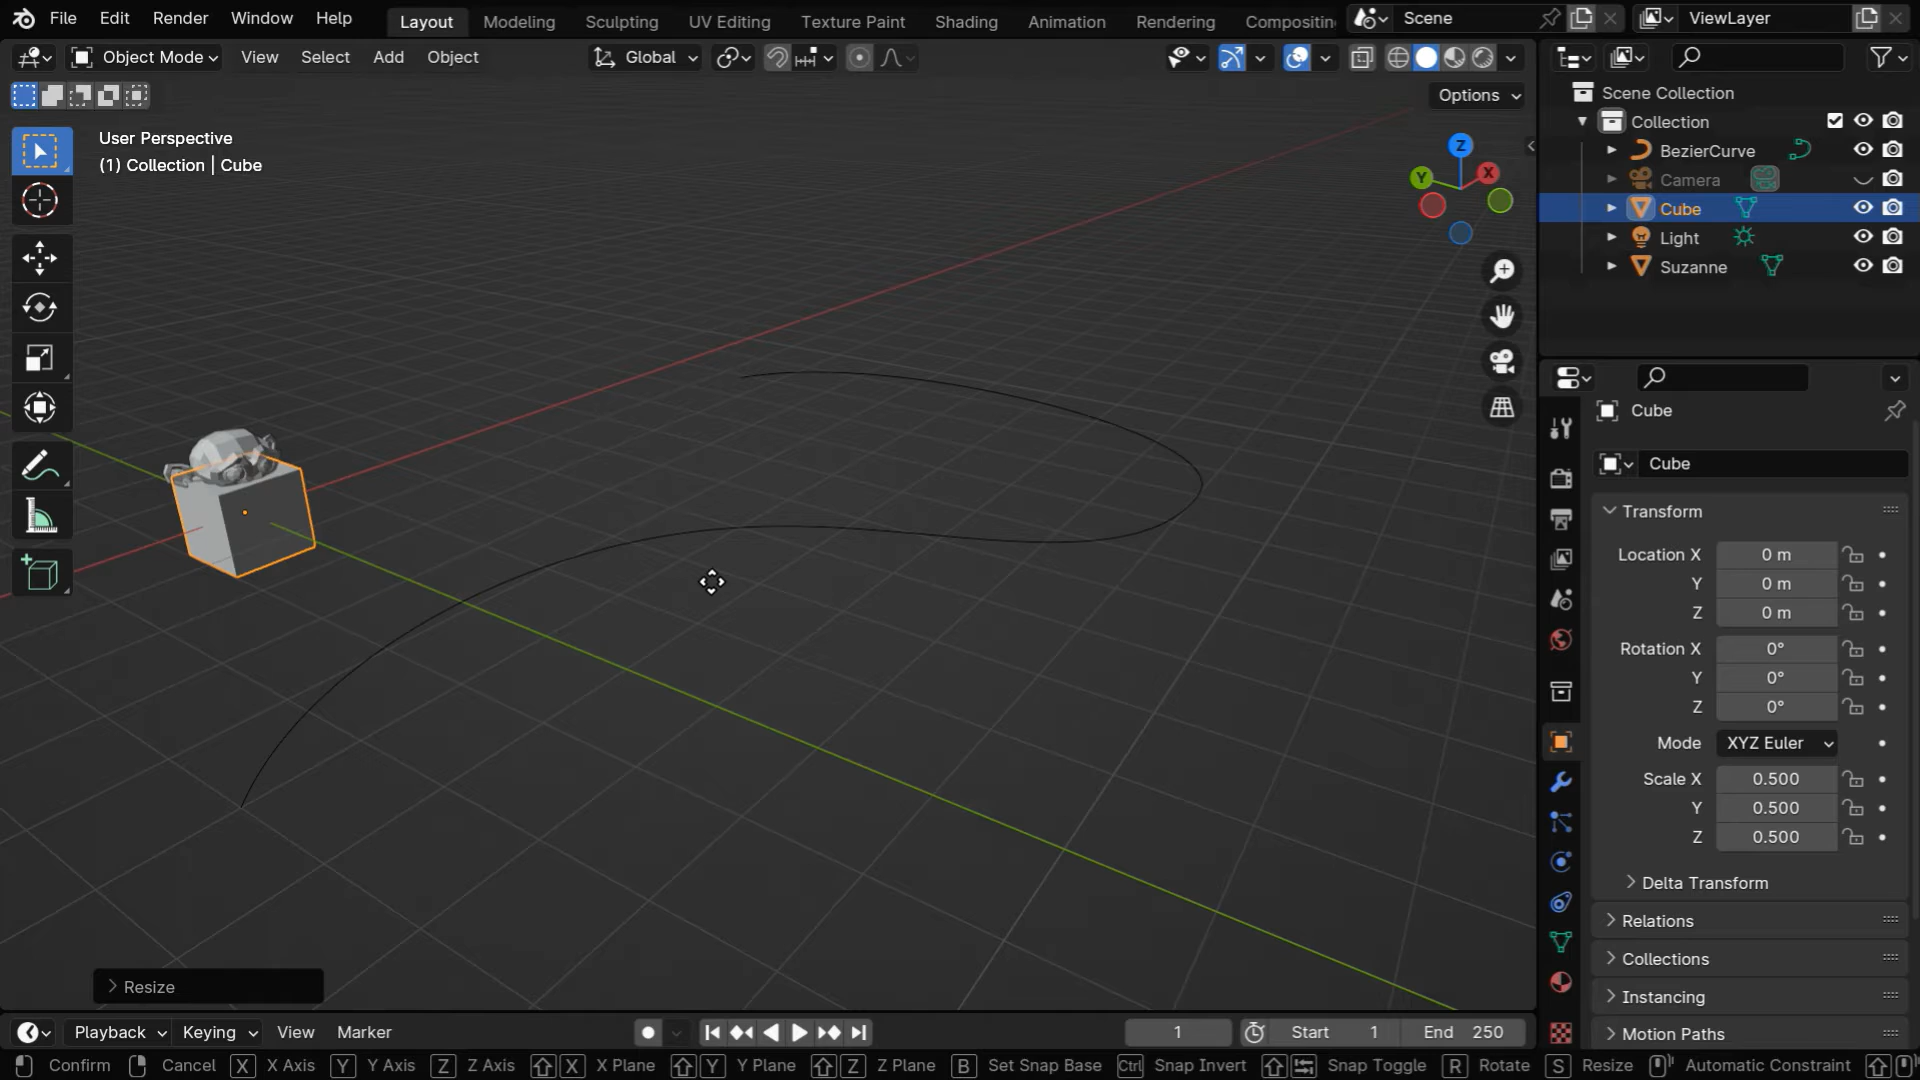 File Edit Render Window Help Layout Modeling Sculpting UV Editing Texture Paint Shading Animation Rendering Scene ViewLayer
Object Mode View Select Add Object Global
Options
User Perspective
(1) Collection | Cube
Z
Y
X
Resize
Scene Collection
Collection
BezierCurve
Camera
Cube
Light
Suzanne
Cube
Cube
Transform
Location X 0 m
Y 0 m
Z 0 m
Rotation X 0°
Y 0°
Z 0°
Mode XYZ Euler
Scale X 0.500
Y 0.500
Z 0.500
Delta Transform
Relations
Collections
Instancing
Motion Paths
Playback Keying View Marker 1 Start 1 End 250
Confirm Cancel X X Axis Y Y Axis Z Z Axis X X Plane Y Y Plane Z Z Plane B Set Snap Base Ctrl Snap Invert Snap Toggle R Rotate S Resize Automatic Constraint